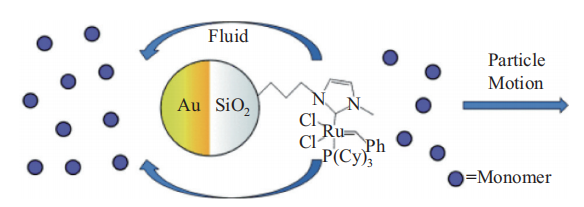 Fluid
Particle
Motion
Au SiO₂
N N
Cl
Ru
Cl Ph
P(Cy)₃
=Monomer